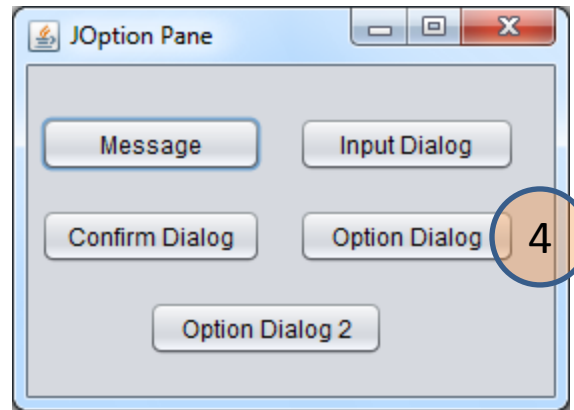 JOption Pane
Message Input Dialog
Confirm Dialog Option Dialog 4
Option Dialog 2